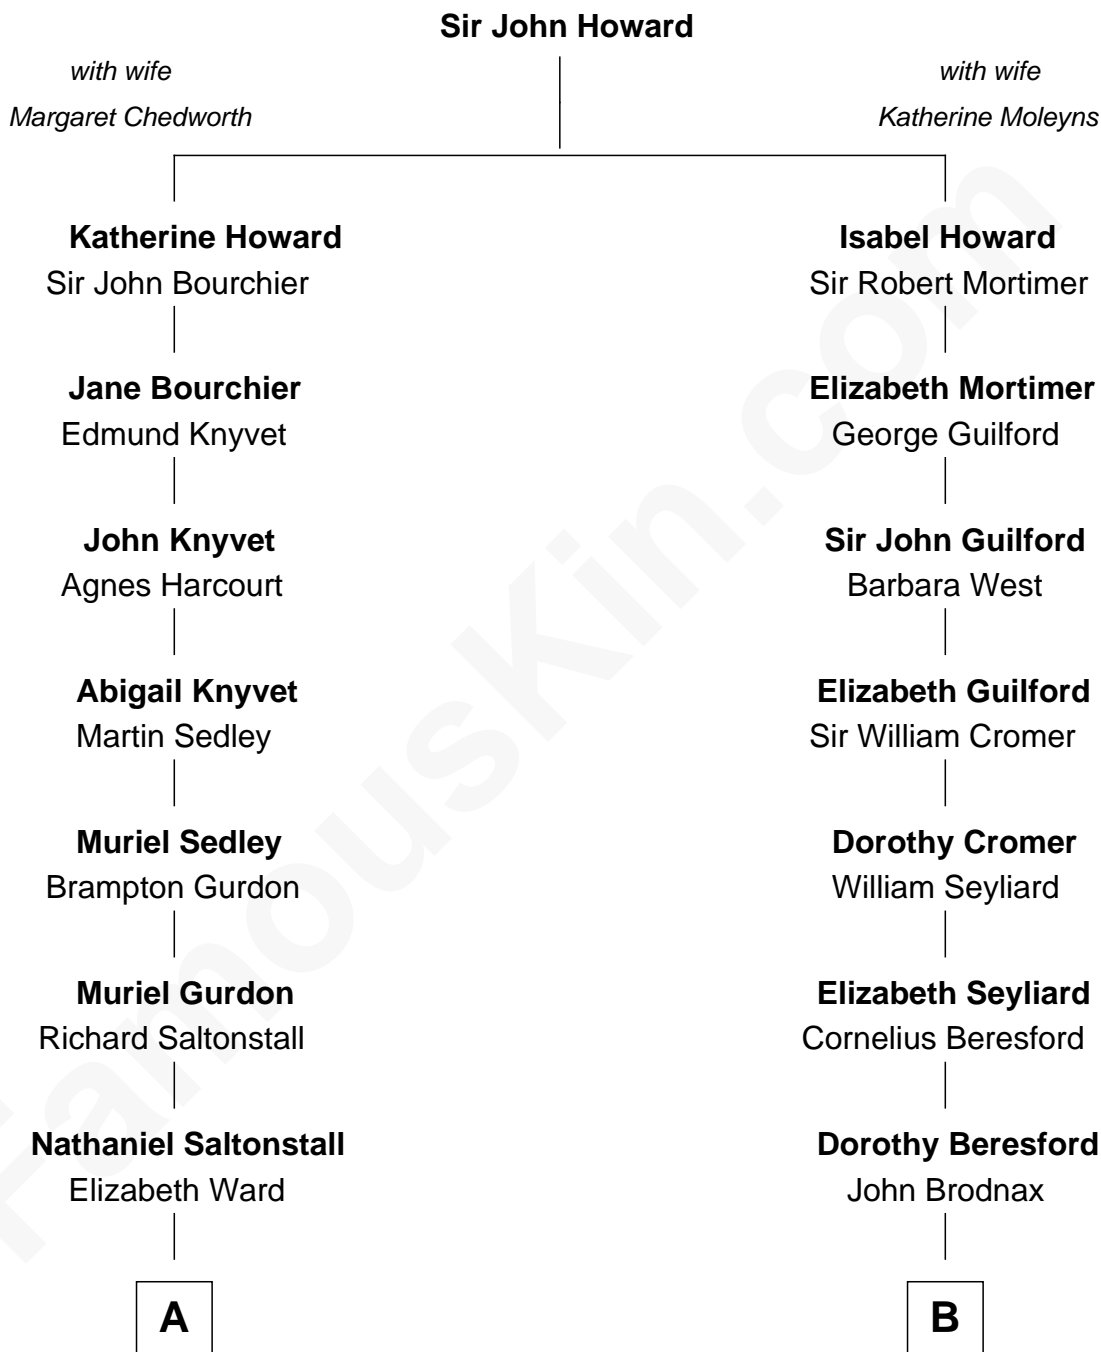 Sir John Howard
with wife
Margaret Chedworth
with wife
Katherine Moleyns
Katherine Howard
Sir John Bourchier
Isabel Howard
Sir Robert Mortimer
Jane Bourchier
Edmund Knyvet
Elizabeth Mortimer
George Guilford
John Knyvet
Agnes Harcourt
Sir John Guilford
Barbara West
Abigail Knyvet
Martin Sedley
Elizabeth Guilford
Sir William Cromer
Muriel Sedley
Brampton Gurdon
Dorothy Cromer
William Seyliard
Muriel Gurdon
Richard Saltonstall
Elizabeth Seyliard
Cornelius Beresford
Nathaniel Saltonstall
Elizabeth Ward
Dorothy Beresford
John Brodnax
A
B
FamousKin.com